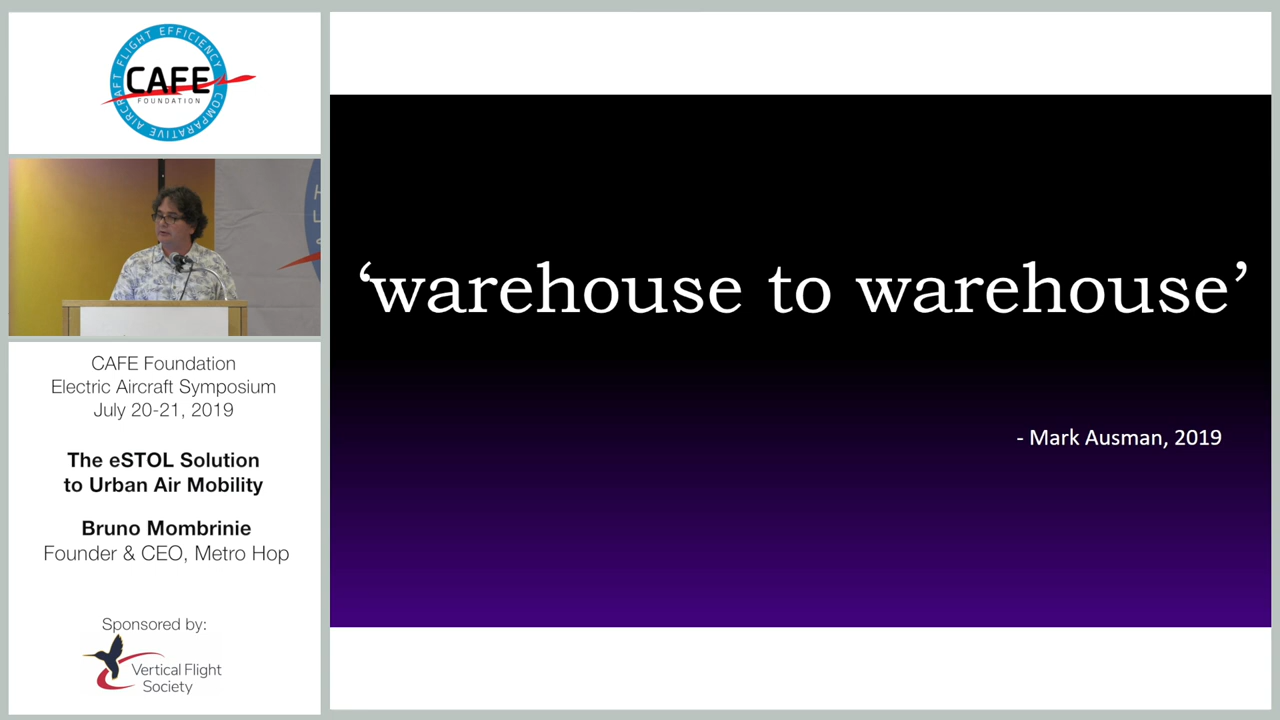 AIRCRAFT FLIGHT EFFICIENCY
CAFE
FOUNDATION
COMPARATIVE
CAFE Foundation
Electric Aircraft Symposium
July 20-21, 2019
The eSTOL Solution
to Urban Air Mobility
Bruno Mombrinie
Founder & CEO, Metro Hop
Sponsored by:
Vertical Flight
Society
‘warehouse to warehouse’
- Mark Ausman, 2019